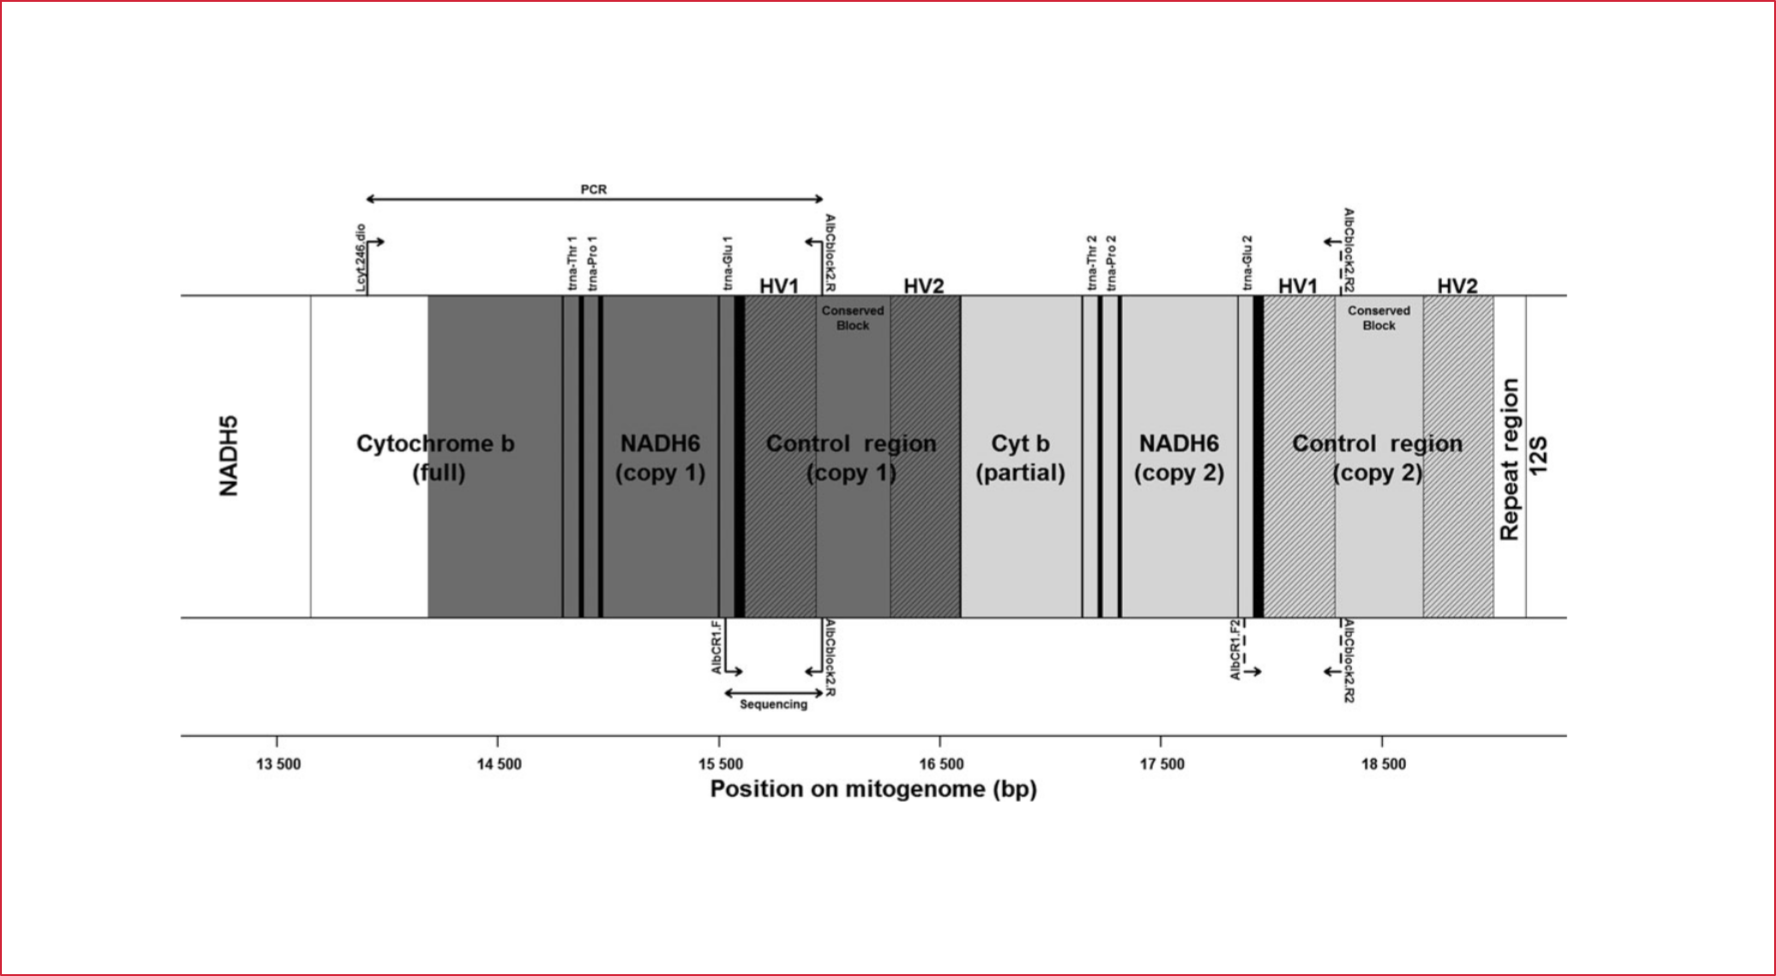 PCR
Lcyt.246.dio
trna-Thr 1
trna-Pro 1
trna-Glu 1
AlbCblock2.R
trna-Thr 2
trna-Pro 2
trna-Glu 2
AlbCblock2.R2
HV1
HV2
HV1
HV2
Conserved
Block
Conserved
Block
NADH5
Cytochrome b
(full)
NADH6
(copy 1)
Control region
(copy 1)
Cyt b
(partial)
NADH6
(copy 2)
Control region
(copy 2)
Repeat region
12S
AlbCR1.F
AlbCblock2.R
AlbCR1.F2
AlbCblock2.R2
Sequencing
13 500
14 500
15 500
16 500
17 500
18 500
Position on mitogenome (bp)